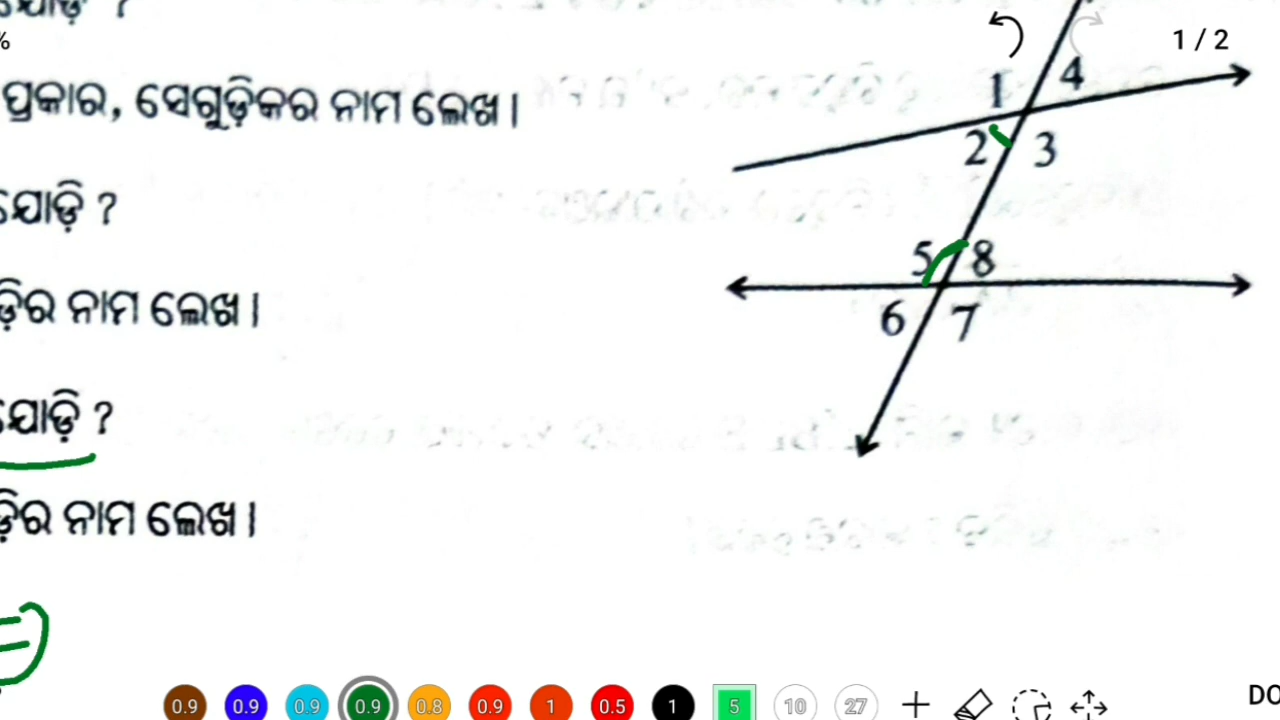 ଯୋଡ଼ି ?
%
1 / 2
ପ୍ରକାର, ସେଗୁଡ଼ିକର ନାମ ଲେଖ।
ଯୋଡ଼ି ?
ଡ଼ିର ନାମ ଲେଖ।
ଯୋଡ଼ି ?
ଡ଼ିର ନାମ ଲେଖ।
1 4
2 3
5 8
6 7
0.9 0.9 0.9 0.9 0.8 0.9 1 0.5 1 5 10 27
DO